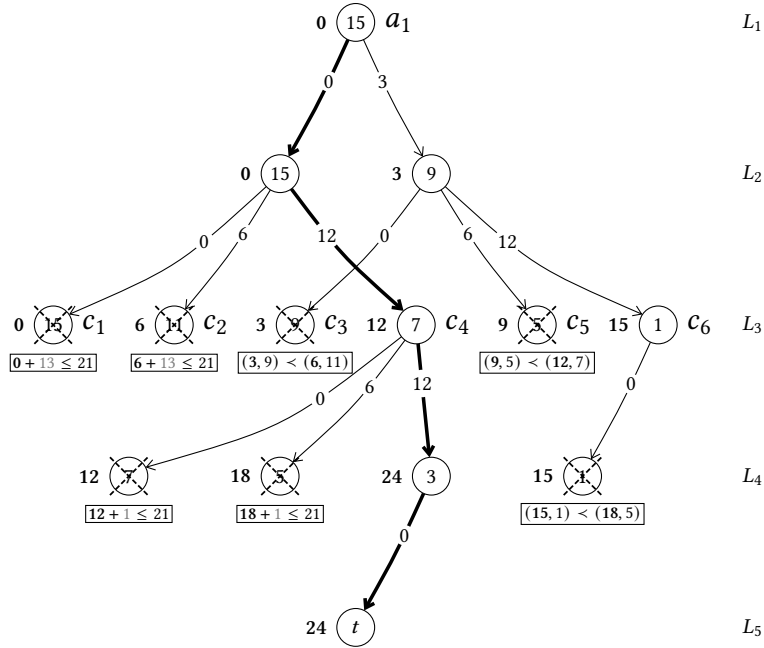 0 15 a₁ L₁
0 3
0 15 3 9 L₂
0 6 12 0 6 12
0 15 c₁ 6 11 c₂ 3 9 c₃ 12 7 c₄ 9 5 c₅ 15 1 c₆ L₃
0 + 13 ≤ 21 6 + 13 ≤ 21 (3, 9) ≺ (6, 11) (9, 5) ≺ (12, 7)
0 6 12 0
12 7 18 5 24 3 15 1 L₄
12 + 1 ≤ 21 18 + 1 ≤ 21 (15, 1) ≺ (18, 5)
0
24 t L₅